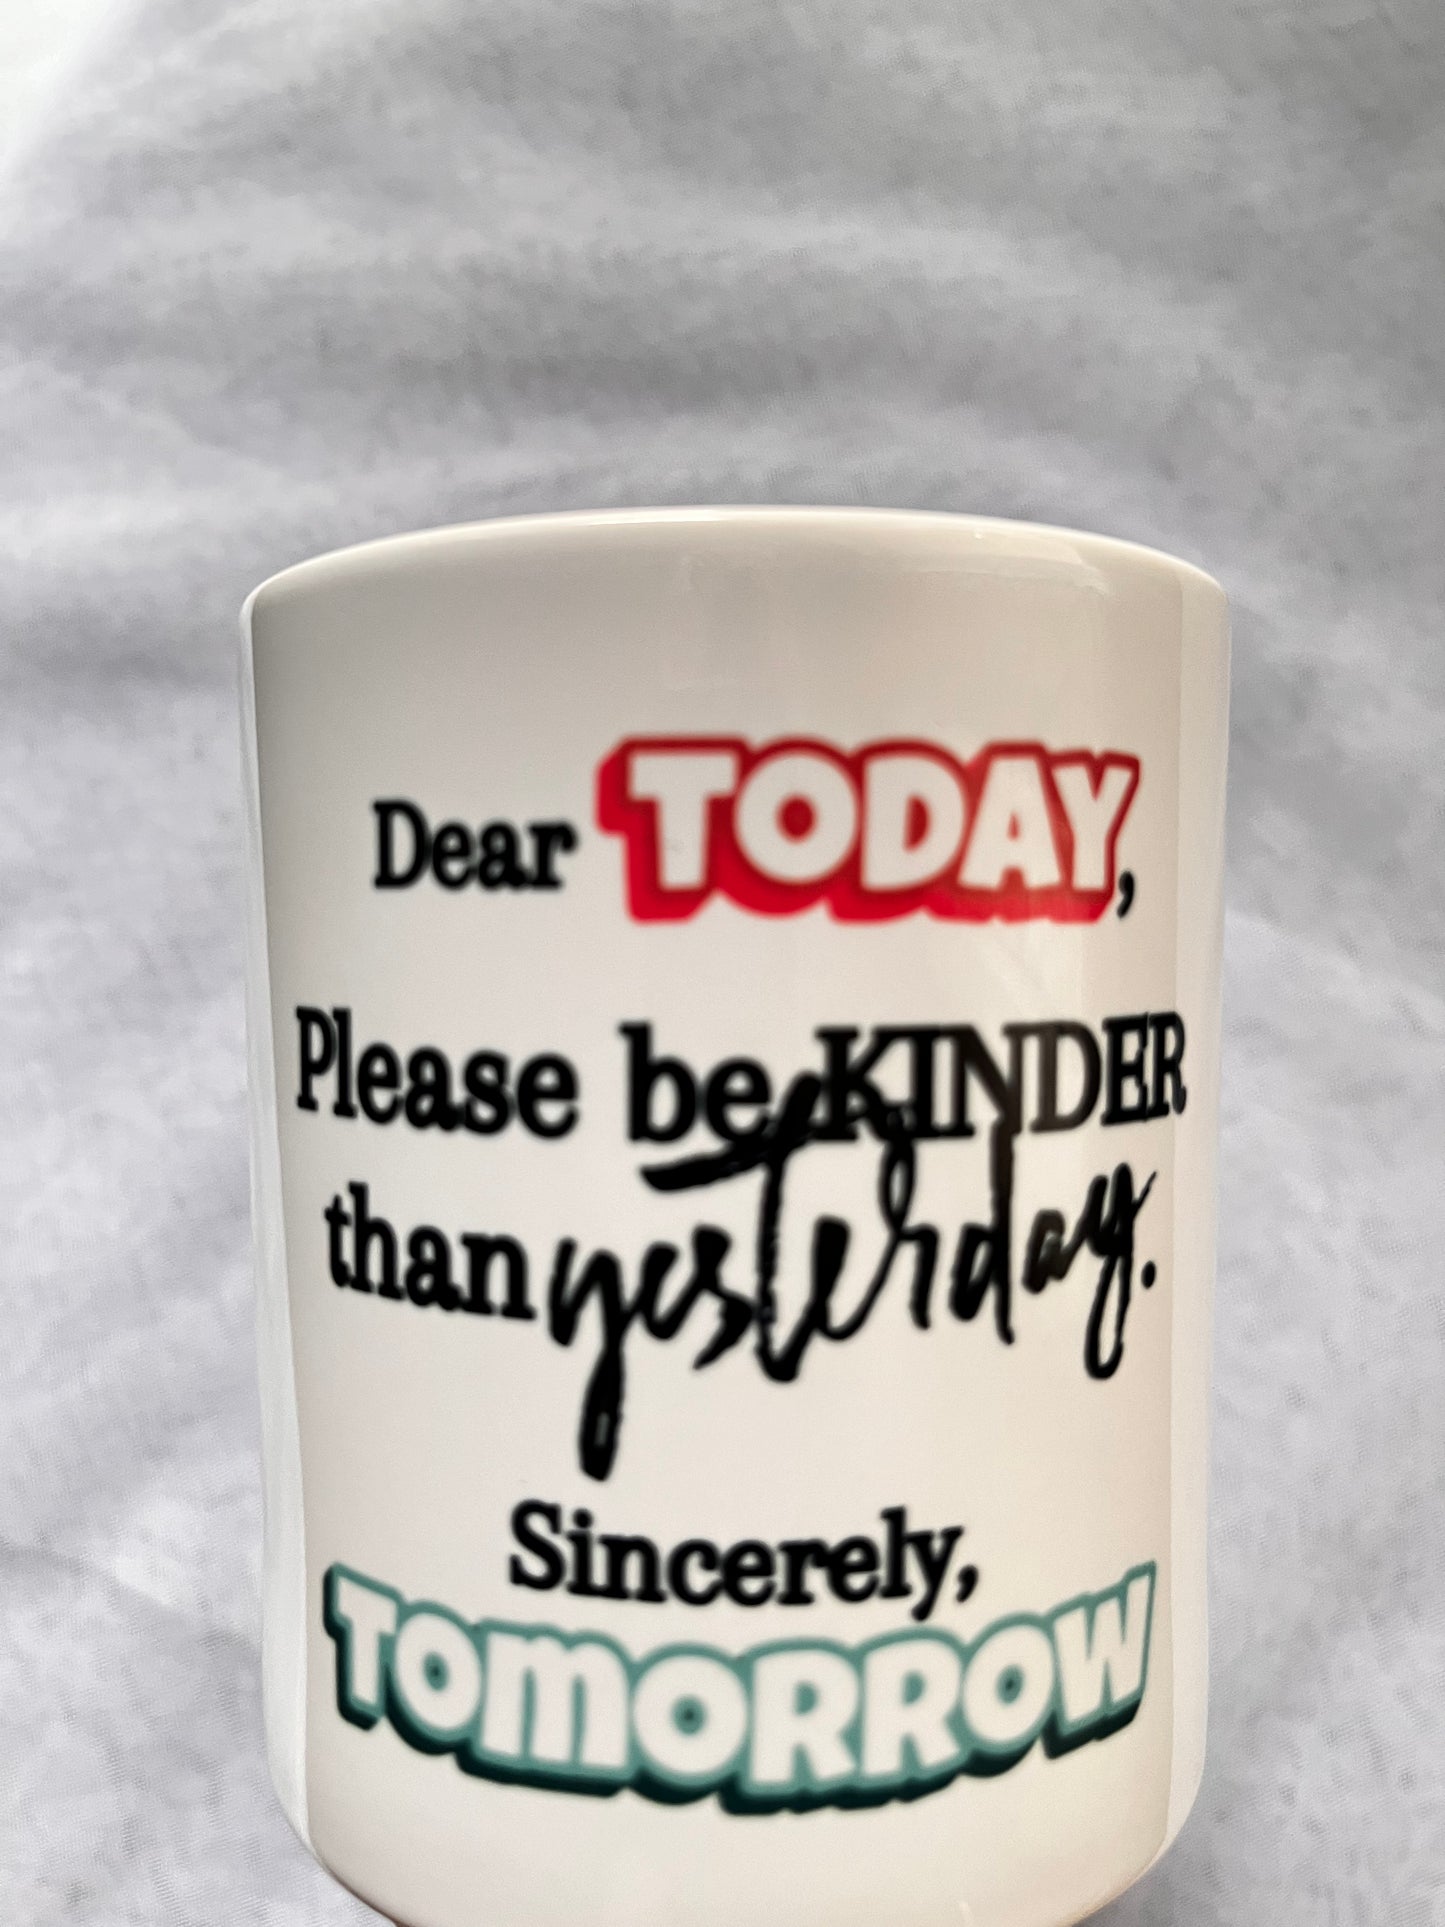 Dear TODAY,
Please be KINDER
than yesterday.
Sincerely,
TOMORROW